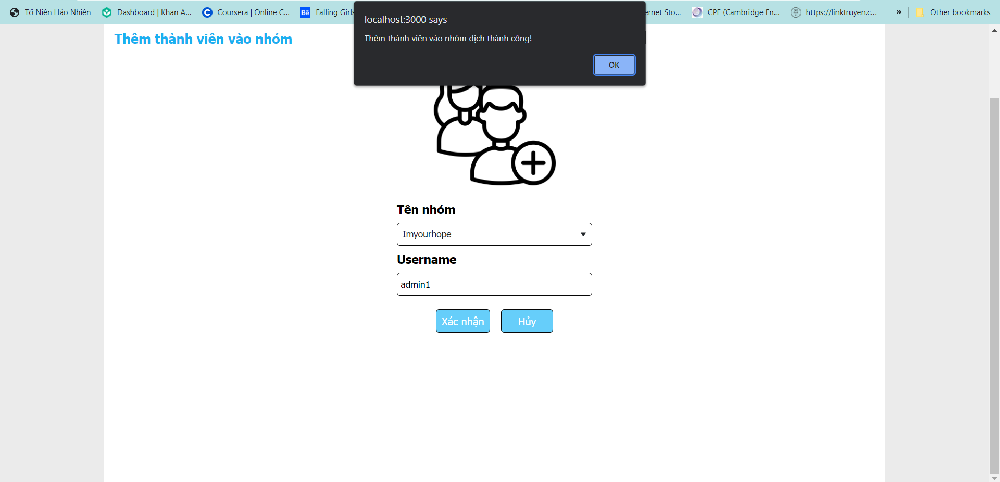 Tố Niên Hảo Nhiên
Dashboard | Khan A...
Coursera | Online C...
Bē
Falling Girls
ernet Sto...
CPE (Cambridge En...
https://linktruyen.c...
»
Other bookmarks
localhost:3000 says
Thêm thành viên vào nhóm dịch thành công!
OK
Thêm thành viên vào nhóm
Tên nhóm
Imyourhope
Username
admin1
Xác nhận
Hủy